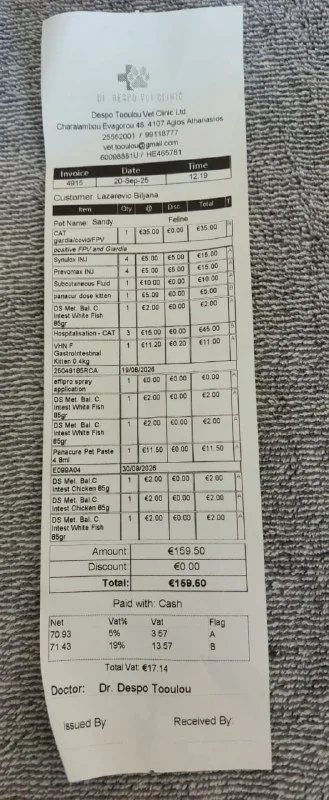 DR. DESPO VET CLINIC
Despo Tooulou Vet Clinic Ltd.
Charalambou Evagorou 48, 4107 Agios Athanasios
25562001 / 99118777
vet.tooulou@gmail.com
60098881U / HE465761
Invoice Date Time
4915 20-Sep-25 12:19
Customer Lazarevic Biljana
Item Qty @ Disc Total T
Pet Name: Sandy Feline
CAT giardia/covid/FPV 1 €35.00 €0.00 €35.00
positive FPV and Giardia
Synulox INJ 4 €5.00 €5.00 €15.00
Prevomax INJ 4 €5.00 €5.00 €15.00
Subcutaneous Fluid 1 €10.00 €0.00 €10.00
panacur dose kitten 1 €5.00 €0.00 €5.00
DS Met. Bal. C. 1 €2.00 €0.00 €2.00
Intest White Fish
85gr
Hospitalisation - CAT 3 €15.00 €0.00 €45.00
VHN F 1 €11.20 €0.20 €11.00
GastroIntestinal
Kitten 0.4kg
25049185RCA 19/08/2026
effipro spray 1 €0.00 €0.00 €0.00
application
DS Met. Bal. C. 1 €2.00 €0.00 €2.00
Intest White Fish
85gr
DS Met. Bal. C. 1 €2.00 €0.00 €2.00
Intest White Fish
85gr
Panacure Pet Paste 1 €11.50 €0.00 €11.50
4.8ml
E099A04 30/09/2026
DS Met. Bal.C 1 €2.00 €0.00 €2.00
Intest Chicken 85g
DS Met. Bal.C 1 €2.00 €0.00 €2.00
Intest Chicken 85g
DS Met. Bal. C. 1 €2.00 €0.00 €2.00
Intest White Fish
85gr
Amount: €159.50
Discount: €0.00
Total: €159.50
Paid with: Cash
Net Vat% Vat Flag
70.93 5% 3.57 A
71.43 19% 13.57 B
Total Vat: €17.14
Doctor: Dr. Despo Tooulou
Issued By: Received By: